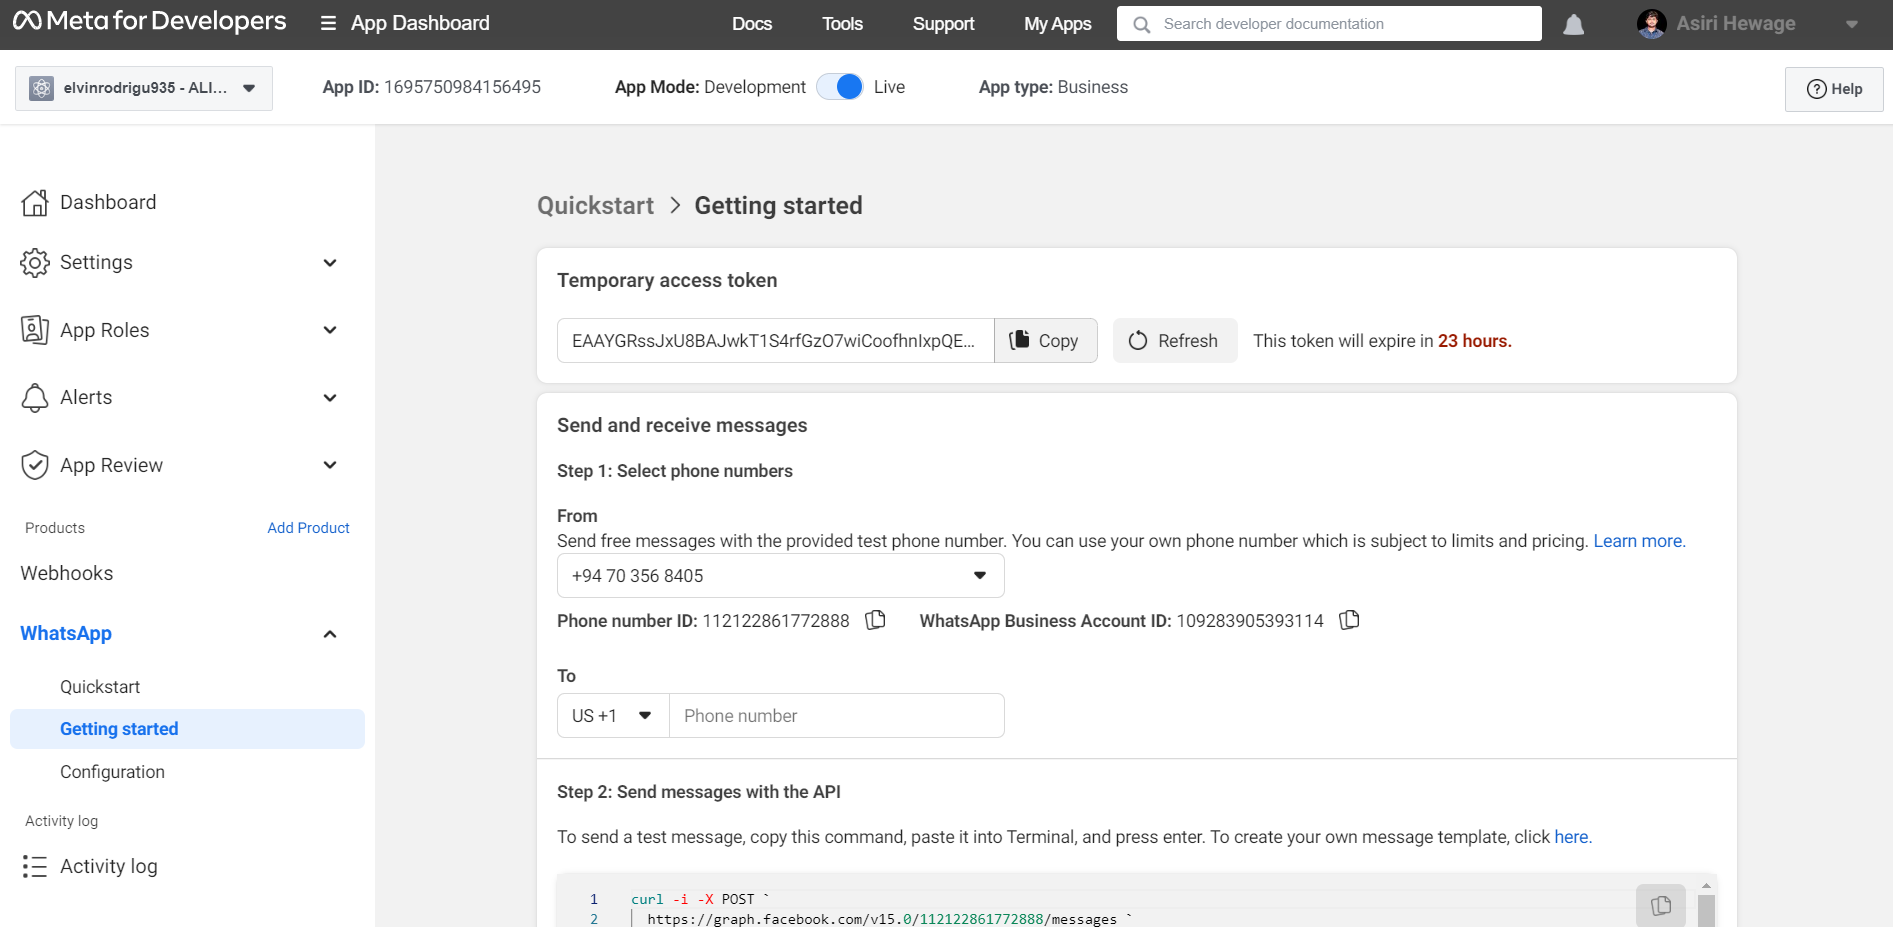 Meta for Developers
App Dashboard
Docs
Tools
Support
My Apps
Search developer documentation
Asiri Hewage
elvinrodrigu935 - ALI...
App ID: 1695750984156495
App Mode: Development
Live
App type: Business
Help
Dashboard
Settings
App Roles
Alerts
App Review
Products
Add Product
Webhooks
WhatsApp
Quickstart
Getting started
Configuration
Activity log
Activity log
Quickstart > Getting started
Temporary access token
EAAYGRssJxU8BAJwkT1S4rfGzO7wiCoofhnIxpQE...
Copy
Refresh
This token will expire in 23 hours.
Send and receive messages
Step 1: Select phone numbers
From
Send free messages with the provided test phone number. You can use your own phone number which is subject to limits and pricing. Learn more.
+94 70 356 8405
Phone number ID: 112122861772888
WhatsApp Business Account ID: 109283905393114
To
US +1
Phone number
Step 2: Send messages with the API
To send a test message, copy this command, paste it into Terminal, and press enter. To create your own message template, click here.
1 curl -i -X POST `
2 https://graph.facebook.com/v15.0/112122861772888/messages `